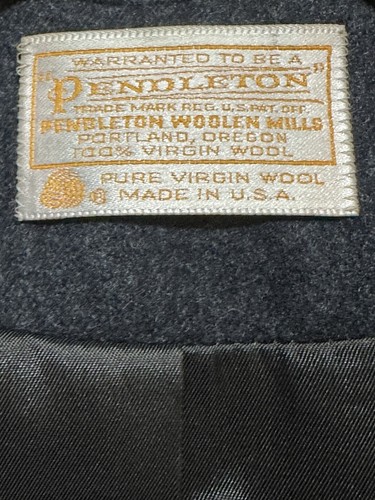 WARRANTED TO BE A
"PENDLETON"
TRADE MARK REG. U.S. PAT. OFF.
PENDLETON WOOLEN MILLS
PORTLAND, OREGON
100% VIRGIN WOOL
® PURE VIRGIN WOOL
MADE IN U.S.A.